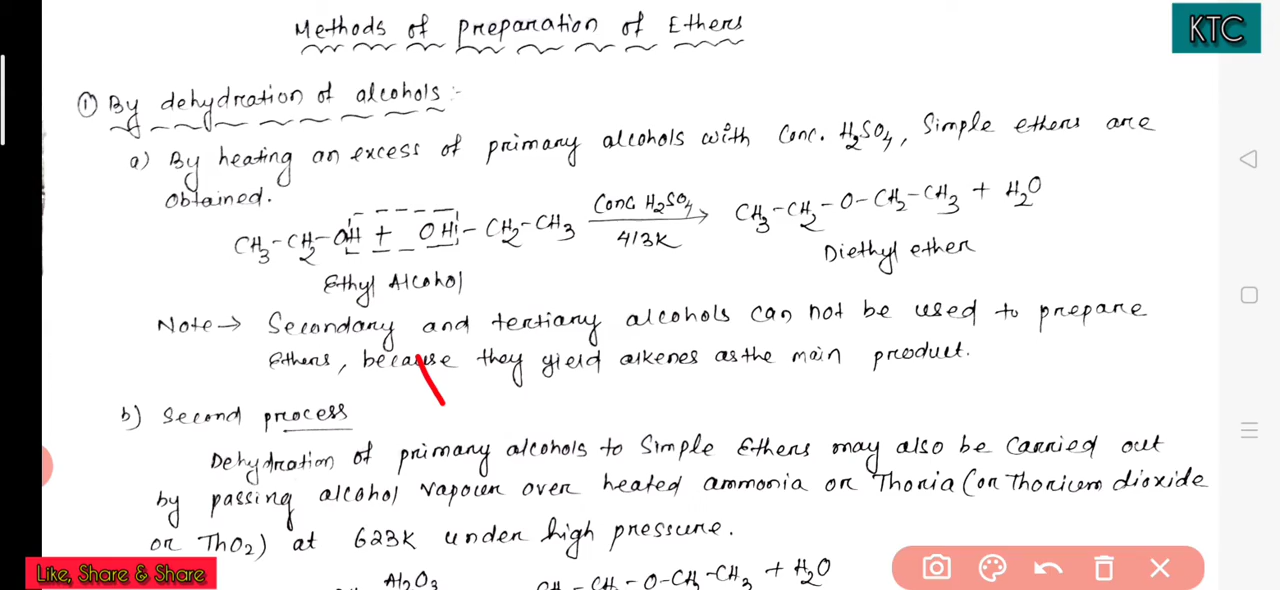 Methods of Preparation of Ethers
KTC
① By dehydration of alcohols :-
a) By heating an excess of primary alcohols with Conc. H2SO4, Simple ethers are
obtained.
CH3-CH2-OH + OH-CH2-CH3 Conc H2SO4 413K → CH3-CH2-O-CH2-CH3 + H2O
Ethyl Alcohol Diethyl ether
Note → Secondary and tertiary alcohols can not be used to prepare
Ethers, because they yield alkenes as the main product.
b) Second process
Dehydration of primary alcohols to Simple Ethers may also be carried out
by passing alcohol vapour over heated ammonia or Thoria (or Thorium dioxide
or ThO2) at 623K under high pressure.
Al2O3 CH-CH-O-CH2-CH3 + H2O
Like, Share & Share